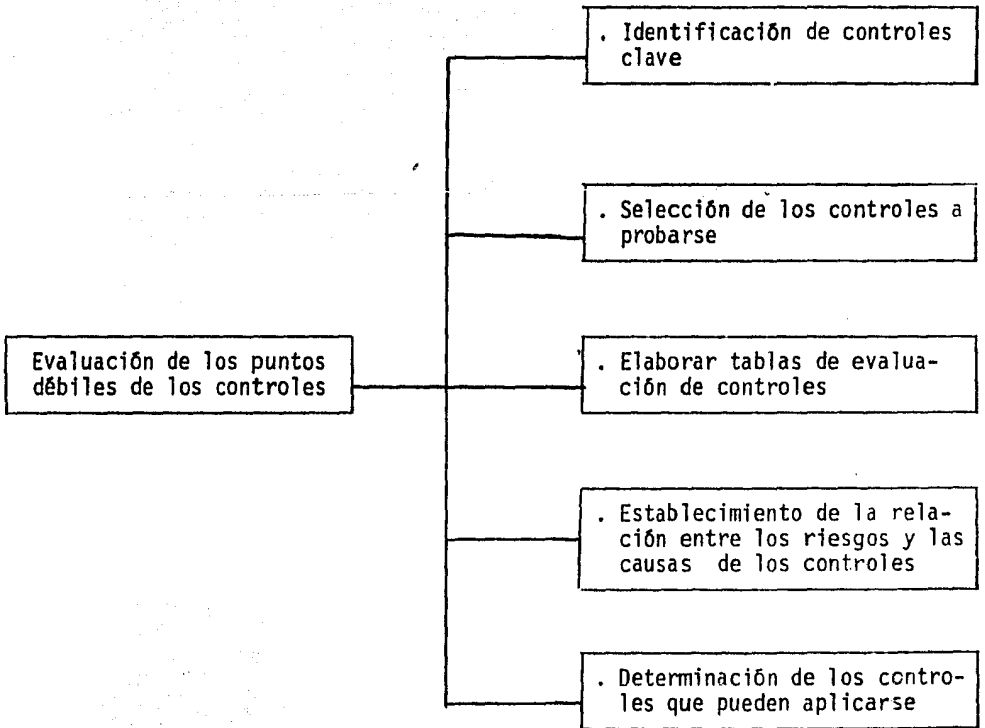 . Identificación de controles
clave
. Selección de los controles a
probarse
Evaluación de los puntos
débiles de los controles
. Elaborar tablas de evalua-
ción de controles
. Establecimiento de la rela-
ción entre los riesgos y las
causas de los controles
. Determinación de los contro-
les que pueden aplicarse